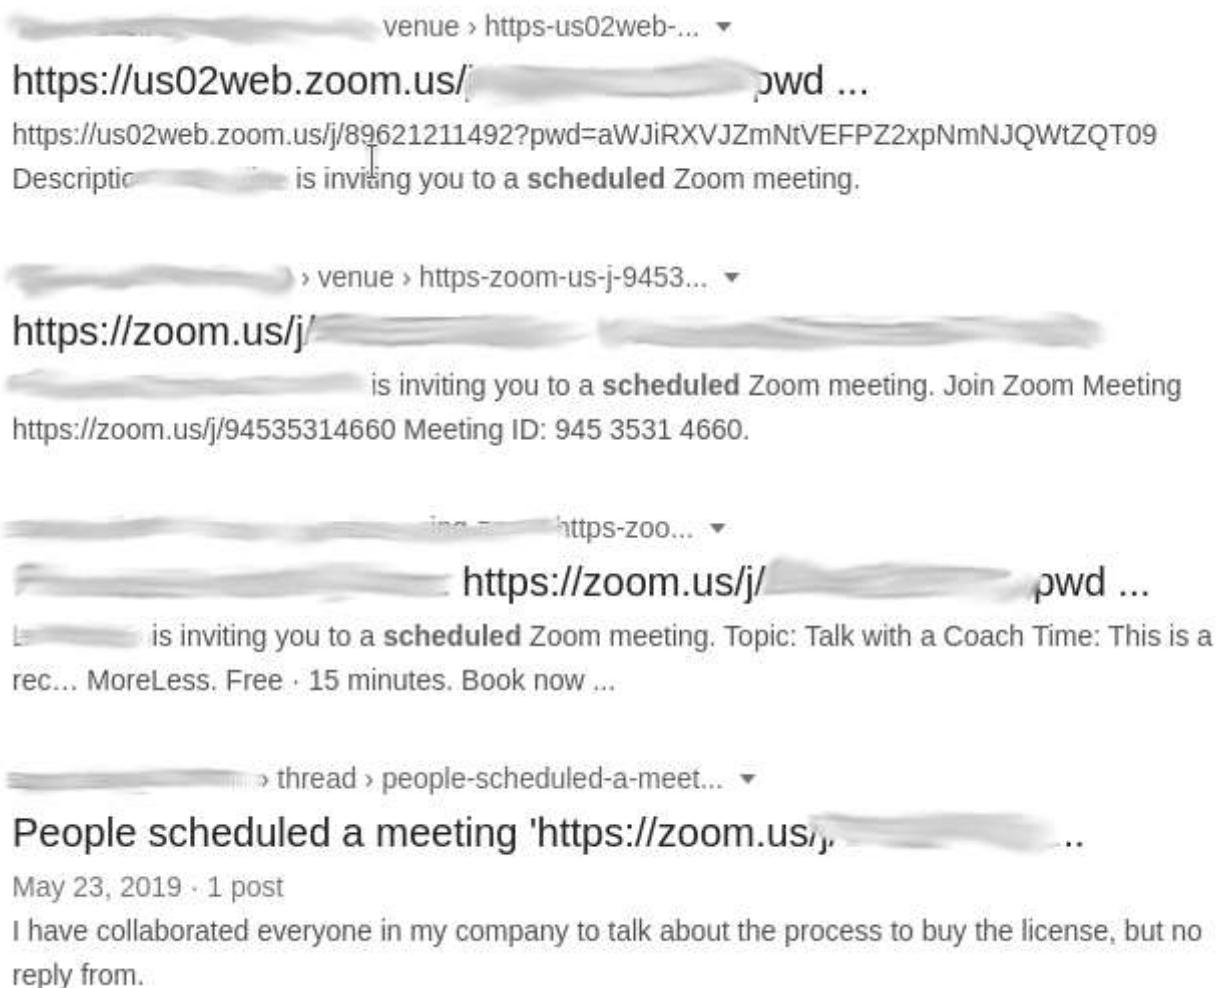 venue › https-us02web-...
https://us02web.zoom.us/j pwd ...
https://us02web.zoom.us/j/89621211492?pwd=aWJiRXVJZmNtVEFPZ2xpNmNJQWtZQT09
is inviting you to a scheduled Zoom meeting.
› venue › https-zoom-us-j-9453...
https://zoom.us/j/
is inviting you to a scheduled Zoom meeting. Join Zoom Meeting
https://zoom.us/j/94535314660 Meeting ID: 945 3531 4660.
https-zoo...
https://zoom.us/j/ pwd ...
is inviting you to a scheduled Zoom meeting. Topic: Talk with a Coach Time: This is a
rec... MoreLess. Free · 15 minutes. Book now ...
› thread › people-scheduled-a-meet...
People scheduled a meeting 'https://zoom.us/j/ ..
May 23, 2019 · 1 post
I have collaborated everyone in my company to talk about the process to buy the license, but no
reply from.